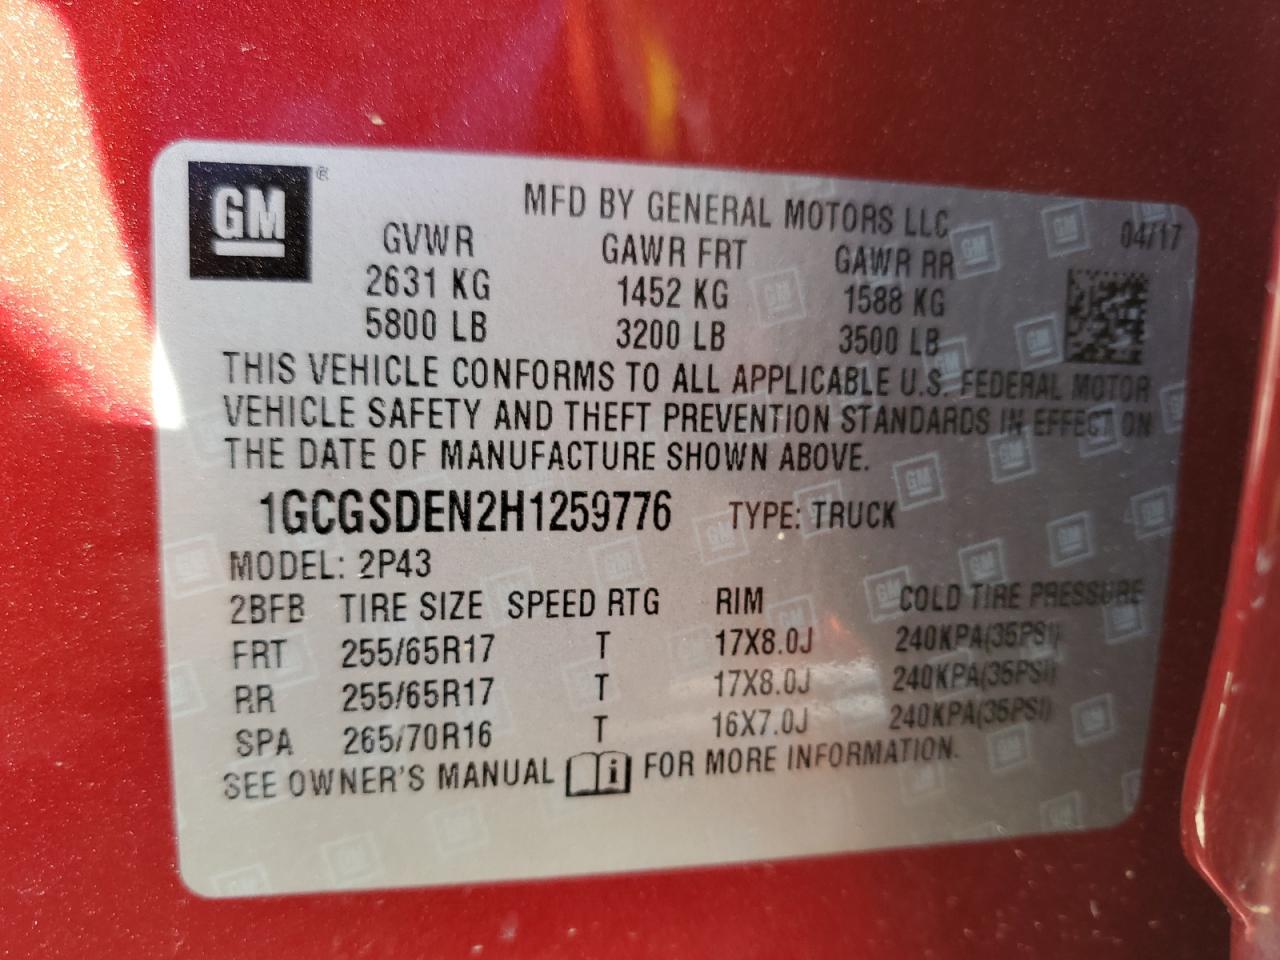 GM ®
MFD BY GENERAL MOTORS LLC
04/17
GVWR GAWR FRT GAWR RR
2631 KG 1452 KG 1588 KG
5800 LB 3200 LB 3500 LB
THIS VEHICLE CONFORMS TO ALL APPLICABLE U.S. FEDERAL MOTOR
VEHICLE SAFETY AND THEFT PREVENTION STANDARDS IN EFFECT ON
THE DATE OF MANUFACTURE SHOWN ABOVE.
1GCGSDEN2H1259776 TYPE: TRUCK
MODEL: 2P43
2BFB TIRE SIZE SPEED RTG RIM COLD TIRE PRESSURE
FRT 255/65R17 T 17X8.0J 240KPA(35PSI)
RR 255/65R17 T 17X8.0J 240KPA(35PSI)
SPA 265/70R16 T 16X7.0J 240KPA(35PSI)
SEE OWNER'S MANUAL i FOR MORE INFORMATION.